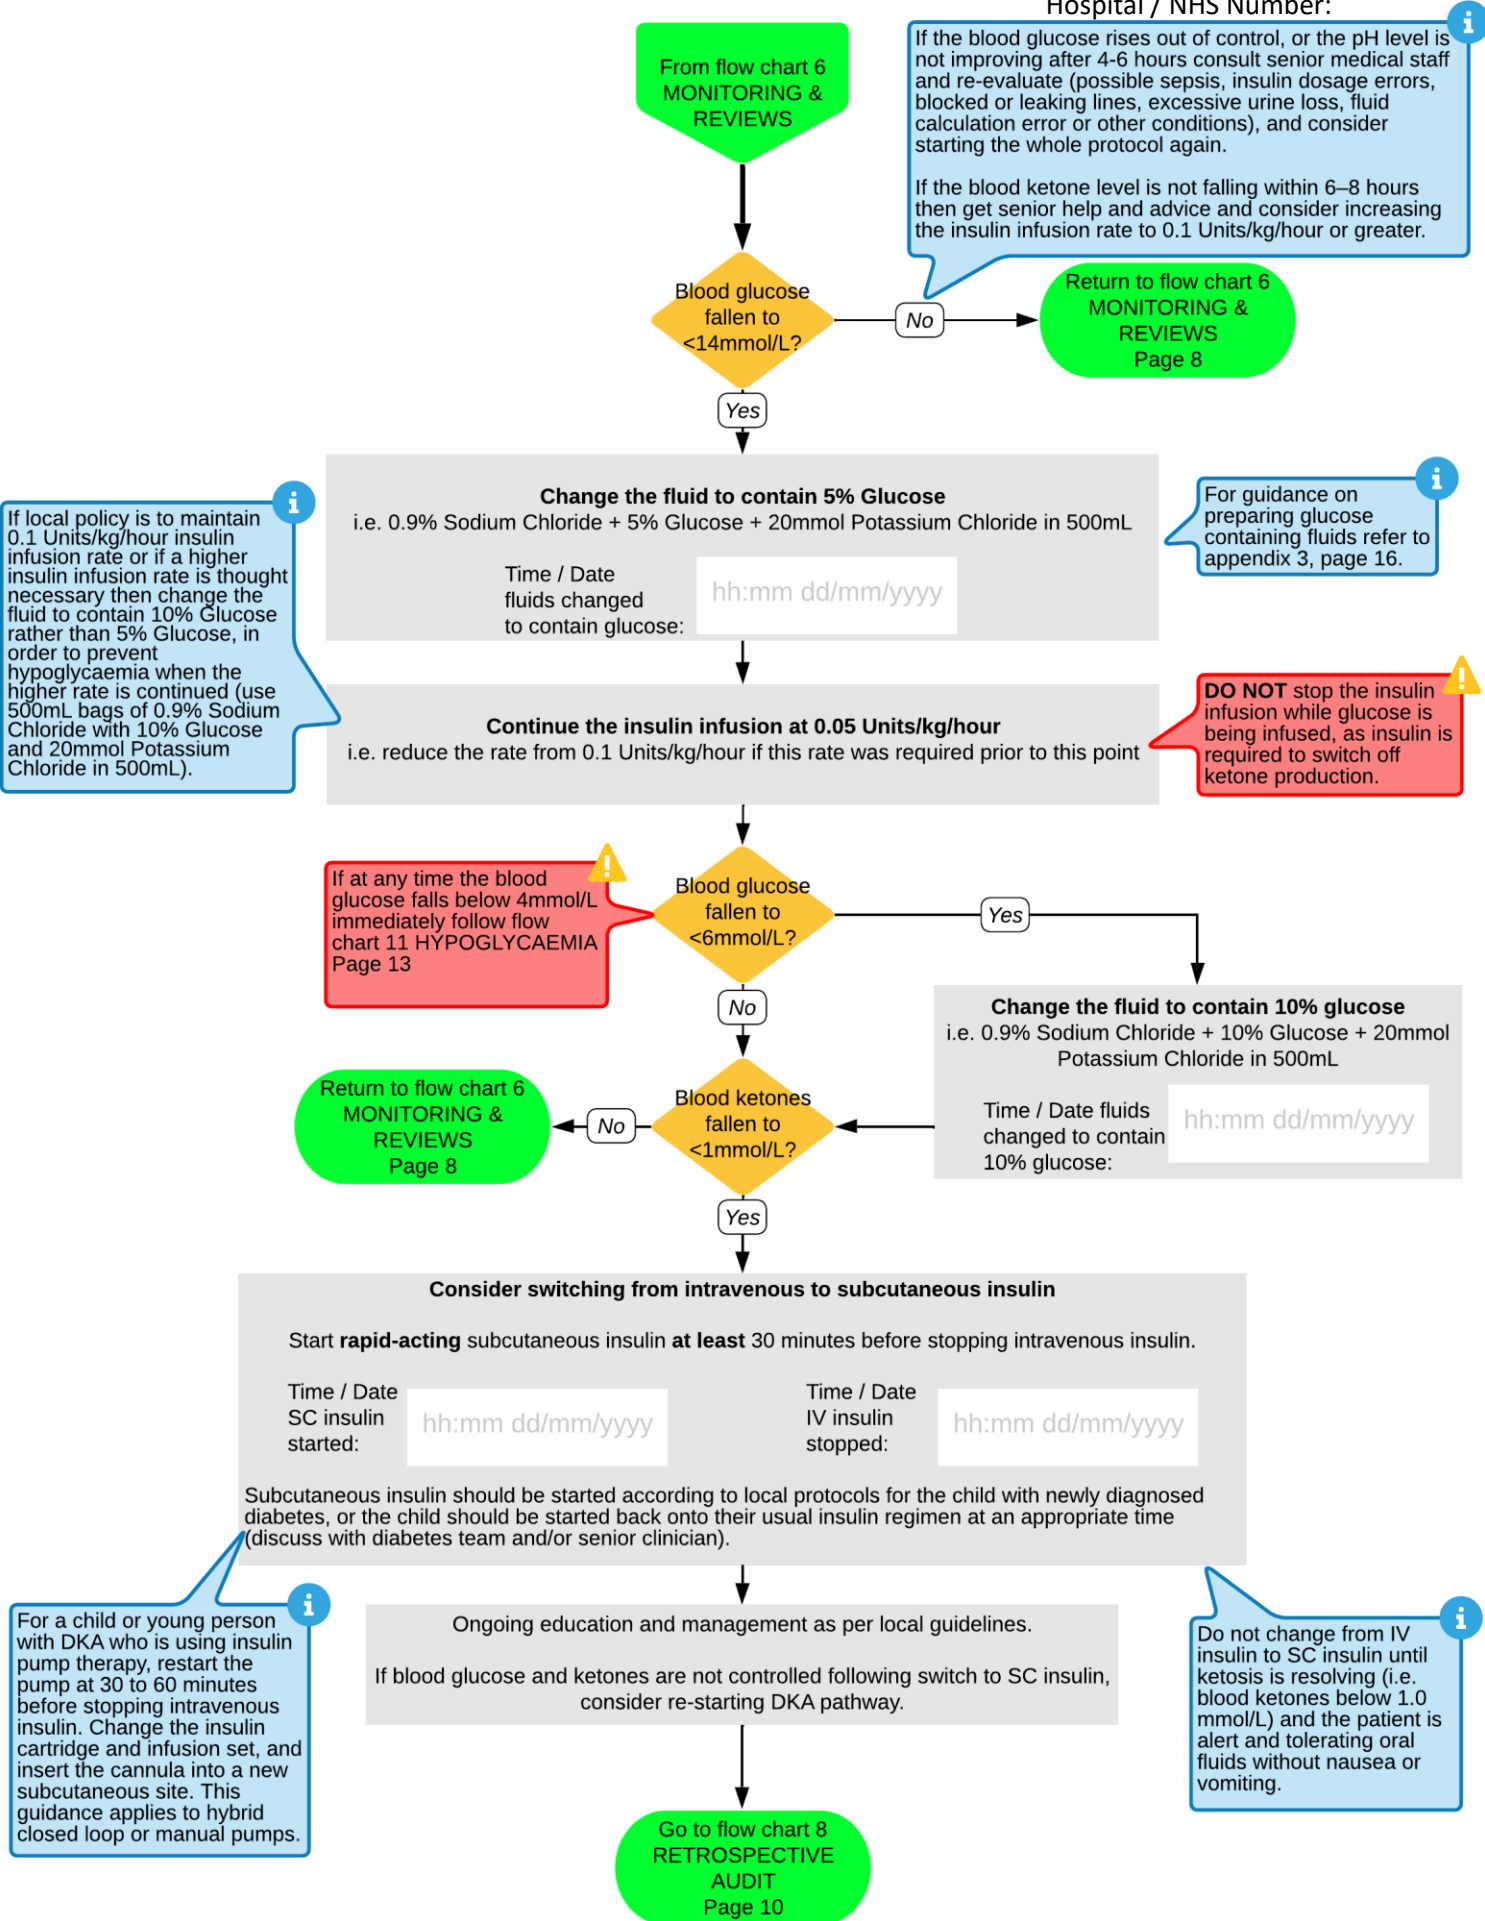 Hospital / NHS Number:
From flow chart 6
MONITORING &
REVIEWS
If the blood glucose rises out of control, or the pH level is
not improving after 4-6 hours consult senior medical staff
and re-evaluate (possible sepsis, insulin dosage errors,
blocked or leaking lines, excessive urine loss, fluid
calculation error or other conditions), and consider
starting the whole protocol again.
If the blood ketone level is not falling within 6–8 hours
then get senior help and advice and consider increasing
the insulin infusion rate to 0.1 Units/kg/hour or greater.
Blood glucose
fallen to
<14mmol/L?
No
Return to flow chart 6
MONITORING &
REVIEWS
Page 8
Yes
Change the fluid to contain 5% Glucose
i.e. 0.9% Sodium Chloride + 5% Glucose + 20mmol Potassium Chloride in 500mL
Time / Date
fluids changed
to contain glucose:
hh:mm dd/mm/yyyy
For guidance on
preparing glucose
containing fluids refer to
appendix 3, page 16.
If local policy is to maintain
0.1 Units/kg/hour insulin
infusion rate or if a higher
insulin infusion rate is thought
necessary then change the
fluid to contain 10% Glucose
rather than 5% Glucose, in
order to prevent
hypoglycaemia when the
higher rate is continued (use
500mL bags of 0.9% Sodium
Chloride with 10% Glucose
and 20mmol Potassium
Chloride in 500mL).
Continue the insulin infusion at 0.05 Units/kg/hour
i.e. reduce the rate from 0.1 Units/kg/hour if this rate was required prior to this point
DO NOT stop the insulin
infusion while glucose is
being infused, as insulin is
required to switch off
ketone production.
If at any time the blood
glucose falls below 4mmol/L
immediately follow flow
chart 11 HYPOGLYCAEMIA
Page 13
Blood glucose
fallen to
<6mmol/L?
Yes
No
Change the fluid to contain 10% glucose
i.e. 0.9% Sodium Chloride + 10% Glucose + 20mmol
Potassium Chloride in 500mL
Time / Date fluids
changed to contain
10% glucose:
hh:mm dd/mm/yyyy
Return to flow chart 6
MONITORING &
REVIEWS
Page 8
No
Blood ketones
fallen to
<1mmol/L?
Yes
Consider switching from intravenous to subcutaneous insulin
Start rapid-acting subcutaneous insulin at least 30 minutes before stopping intravenous insulin.
Time / Date
SC insulin
started:
hh:mm dd/mm/yyyy
Time / Date
IV insulin
stopped:
hh:mm dd/mm/yyyy
Subcutaneous insulin should be started according to local protocols for the child with newly diagnosed
diabetes, or the child should be started back onto their usual insulin regimen at an appropriate time
(discuss with diabetes team and/or senior clinician).
For a child or young person
with DKA who is using insulin
pump therapy, restart the
pump at 30 to 60 minutes
before stopping intravenous
insulin. Change the insulin
cartridge and infusion set, and
insert the cannula into a new
subcutaneous site. This
guidance applies to hybrid
closed loop or manual pumps.
Ongoing education and management as per local guidelines.
If blood glucose and ketones are not controlled following switch to SC insulin,
consider re-starting DKA pathway.
Do not change from IV
insulin to SC insulin until
ketosis is resolving (i.e.
blood ketones below 1.0
mmol/L) and the patient is
alert and tolerating oral
fluids without nausea or
vomiting.
Go to flow chart 8
RETROSPECTIVE
AUDIT
Page 10